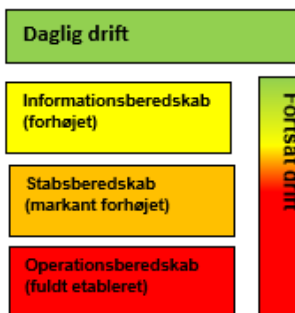 Daglig drift
Informationsberedskab
(forhøjet)
Stabsberedskab
(markant forhøjet)
Operationsberedskab
(fuldt etableret)
Fortsat drift